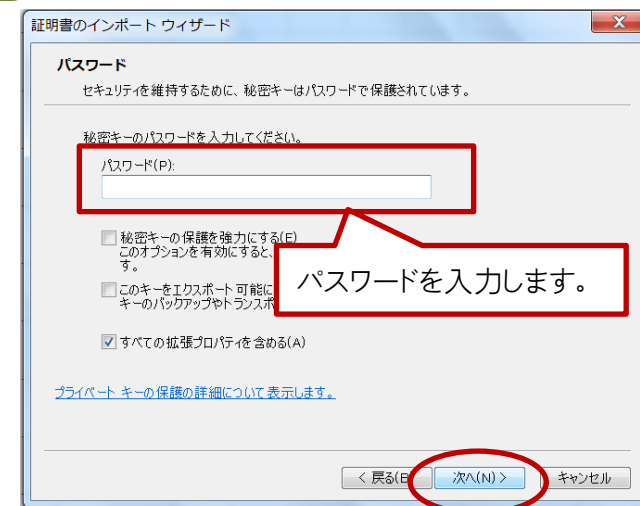 証明書のインポート ウィザード
パスワード
セキュリティを維持するために、秘密キーはパスワードで保護されています。
秘密キーのパスワードを入力してください。
パスワード(P):
秘密キーの保護を強力にする(E)
このオプションを有効にすると、
す。
このキーをエクスポート可能に
キーのバックアップやトランスポ
パスワードを入力します。
すべての拡張プロパティを含める(A)
プライベート キーの保護の詳細について表示します。
< 戻る(B 次へ(N) > キャンセル